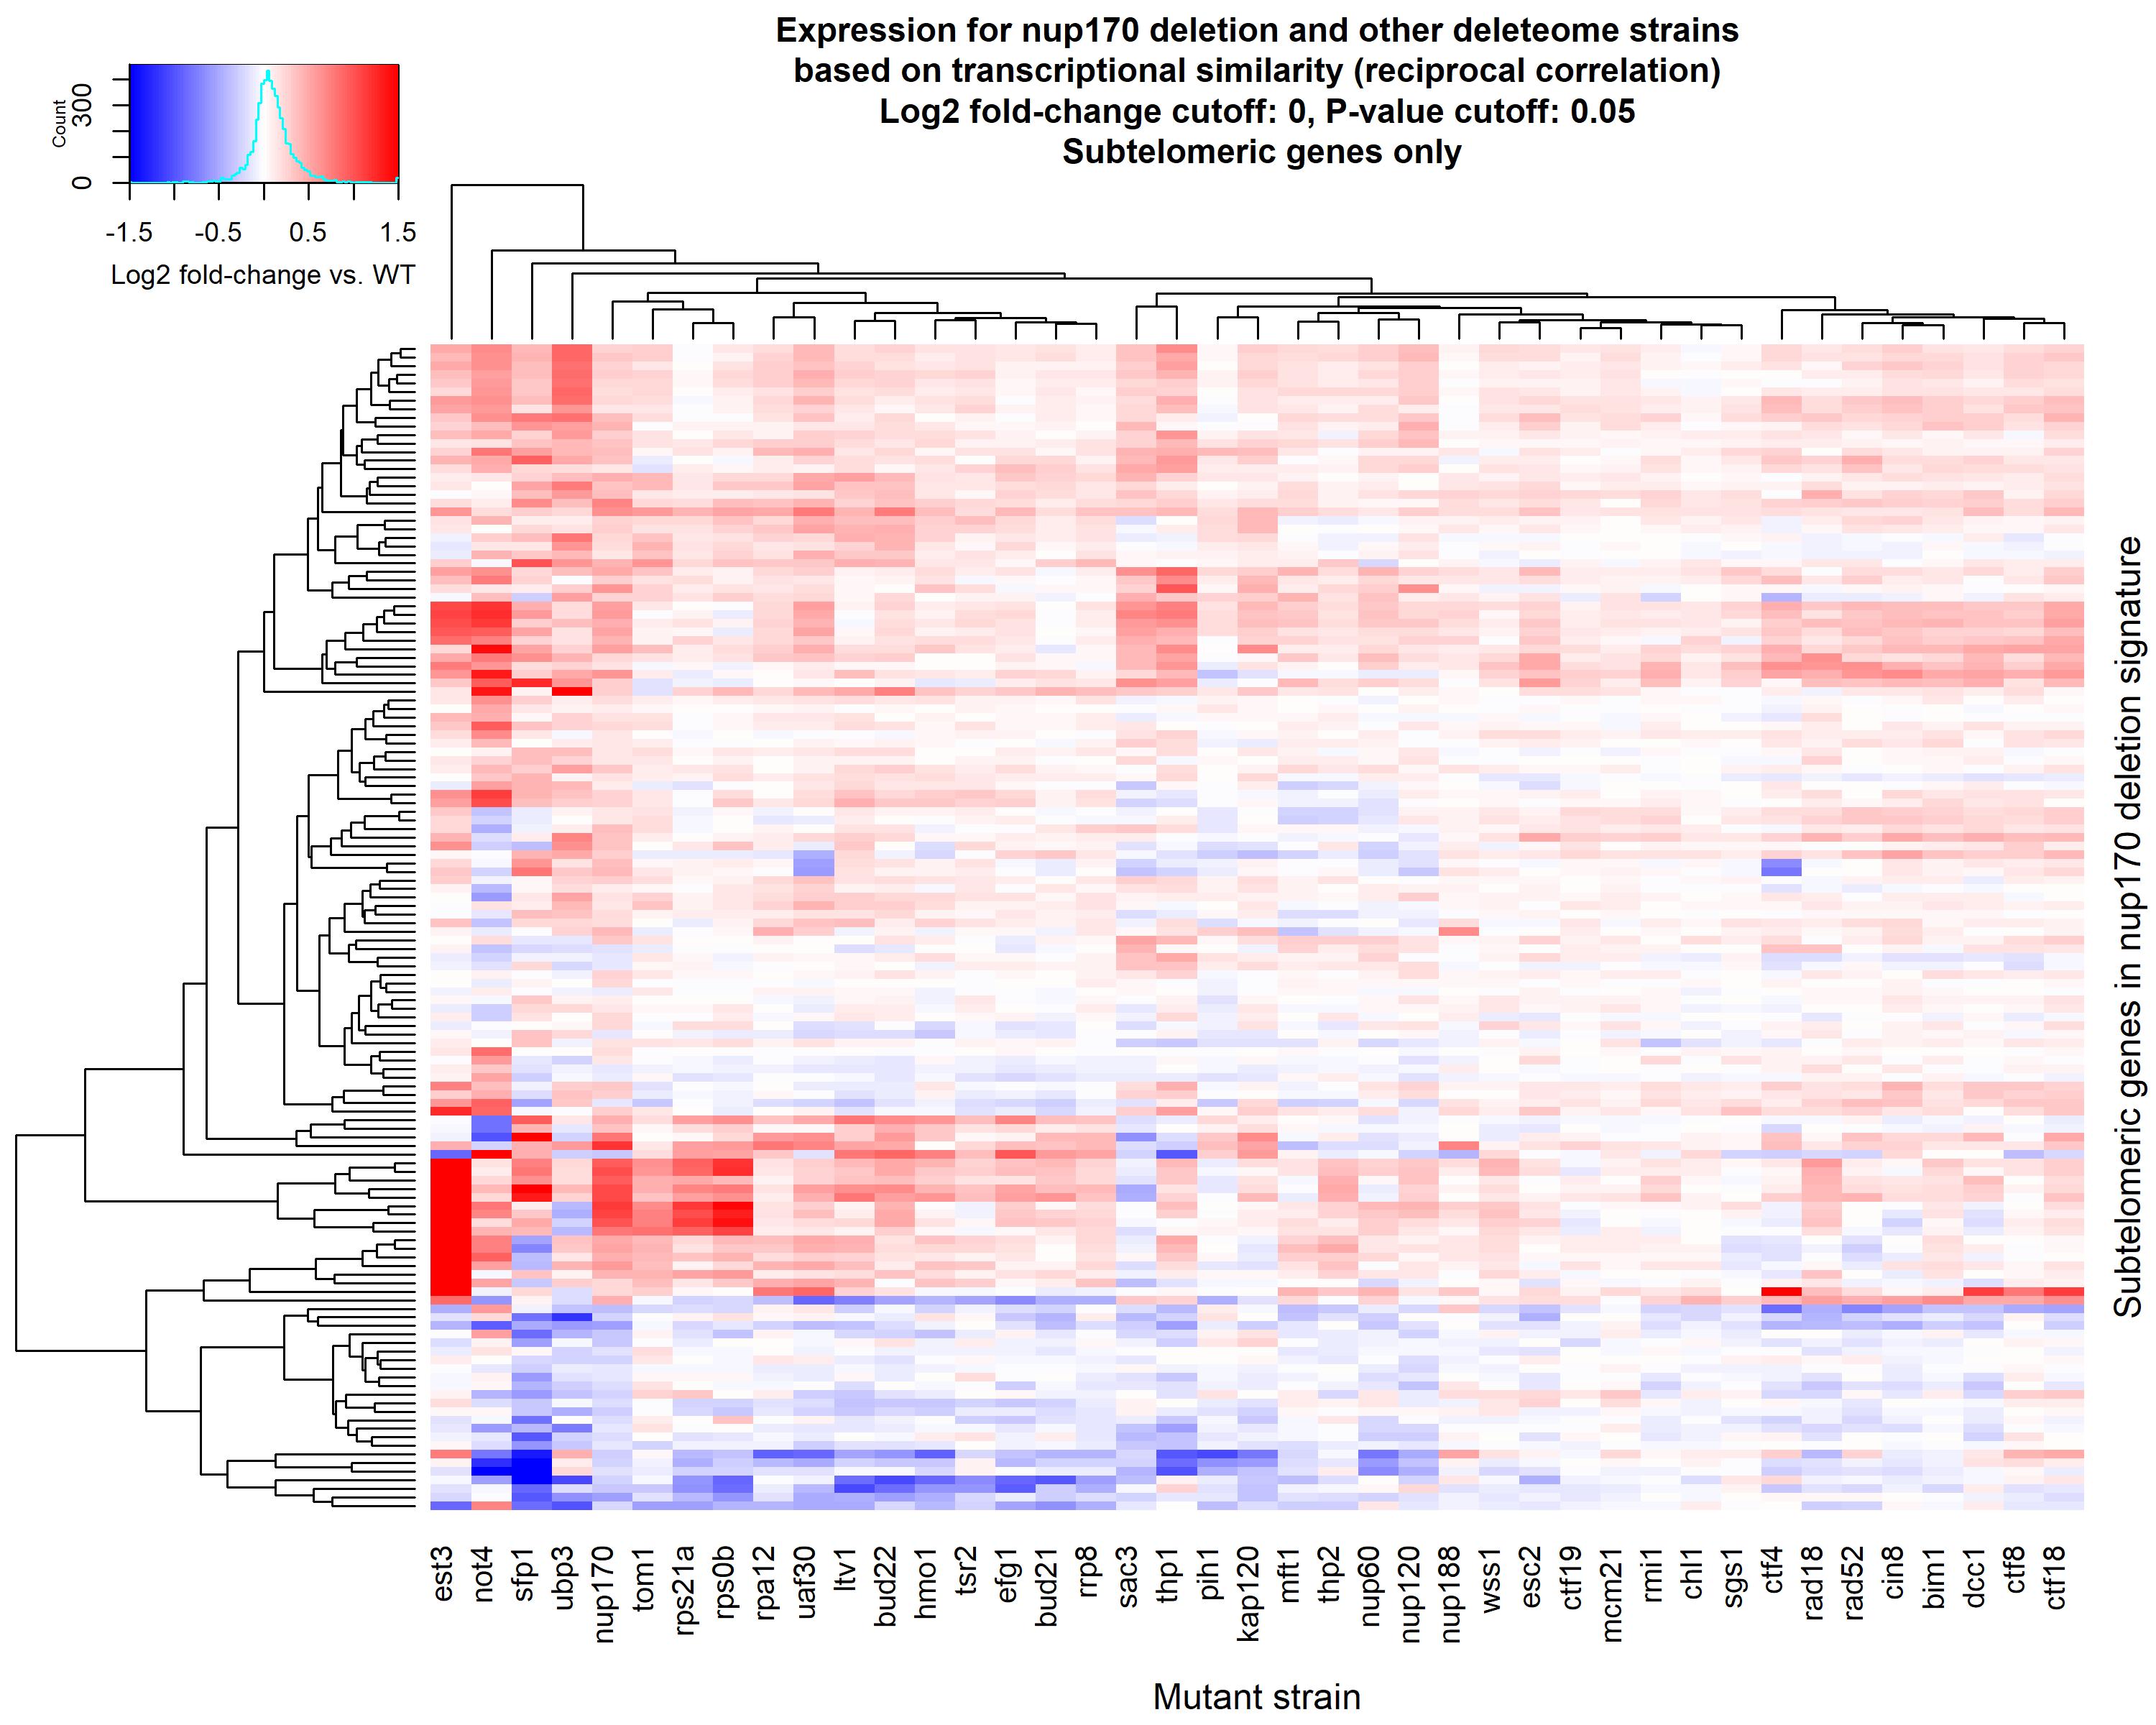 Expression for nup170 deletion and other deleteome strains
based on transcriptional similarity (reciprocal correlation)
Log2 fold-change cutoff: 0, P-value cutoff: 0.05
Subtelomeric genes only
Count
0
300
-1.5
-0.5
0.5
1.5
Log2 fold-change vs. WT
Subtelomeric genes in nup170 deletion signature
est3
not4
sfp1
ubp3
nup170
tom1
rps21a
rps0b
rpa12
uaf30
ltv1
bud22
hmo1
tsr2
efg1
bud21
rrp8
sac3
thp1
pih1
kap120
mft1
thp2
nup60
nup120
nup188
wss1
esc2
ctf19
mcm21
rmi1
chl1
sgs1
ctf4
rad18
rad52
cin8
bim1
dcc1
ctf8
ctf18
Mutant strain